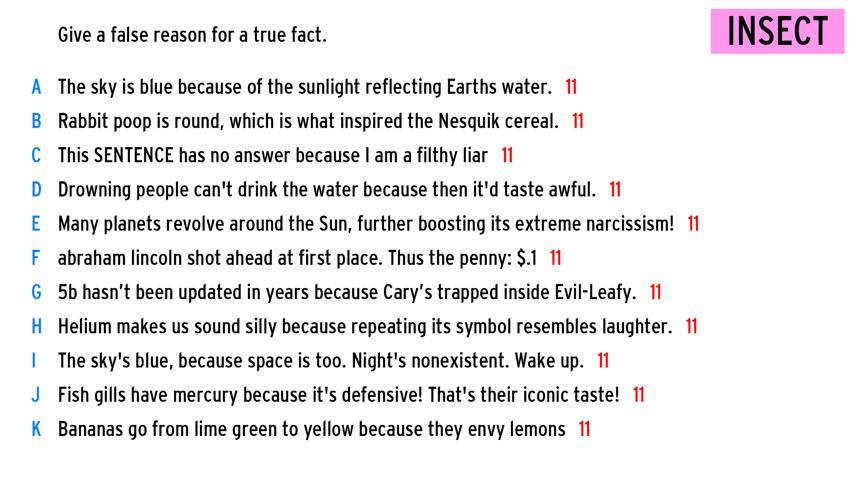 Give a false reason for a true fact.
INSECT
A The sky is blue because of the sunlight reflecting Earths water. 11
B Rabbit poop is round, which is what inspired the Nesquik cereal. 11
C This SENTENCE has no answer because I am a filthy liar 11
D Drowning people can't drink the water because then it'd taste awful. 11
E Many planets revolve around the Sun, further boosting its extreme narcissism! 11
F abraham lincoln shot ahead at first place. Thus the penny: $.1 11
G 5b hasn’t been updated in years because Cary’s trapped inside Evil-Leafy. 11
H Helium makes us sound silly because repeating its symbol resembles laughter. 11
I The sky's blue, because space is too. Night's nonexistent. Wake up. 11
J Fish gills have mercury because it's defensive! That's their iconic taste! 11
K Bananas go from lime green to yellow because they envy lemons 11